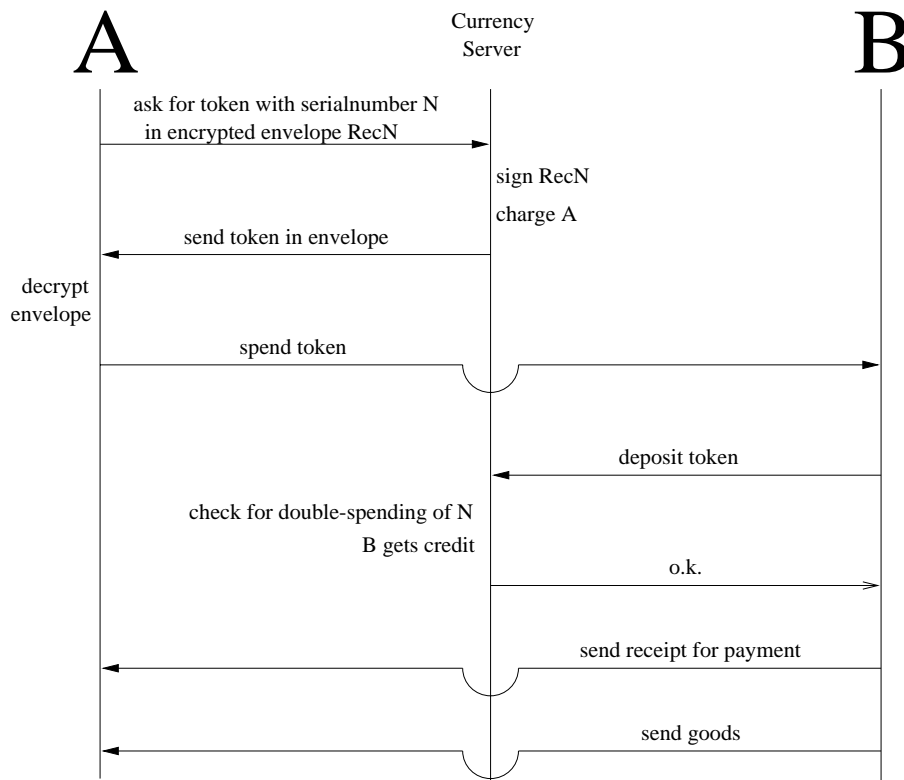 A
Currency
Server
B
ask for token with serialnumber N
in encrypted envelope RecN
sign RecN
charge A
send token in envelope
decrypt
envelope
spend token
deposit token
check for double-spending of N
B gets credit
o.k.
send receipt for payment
send goods